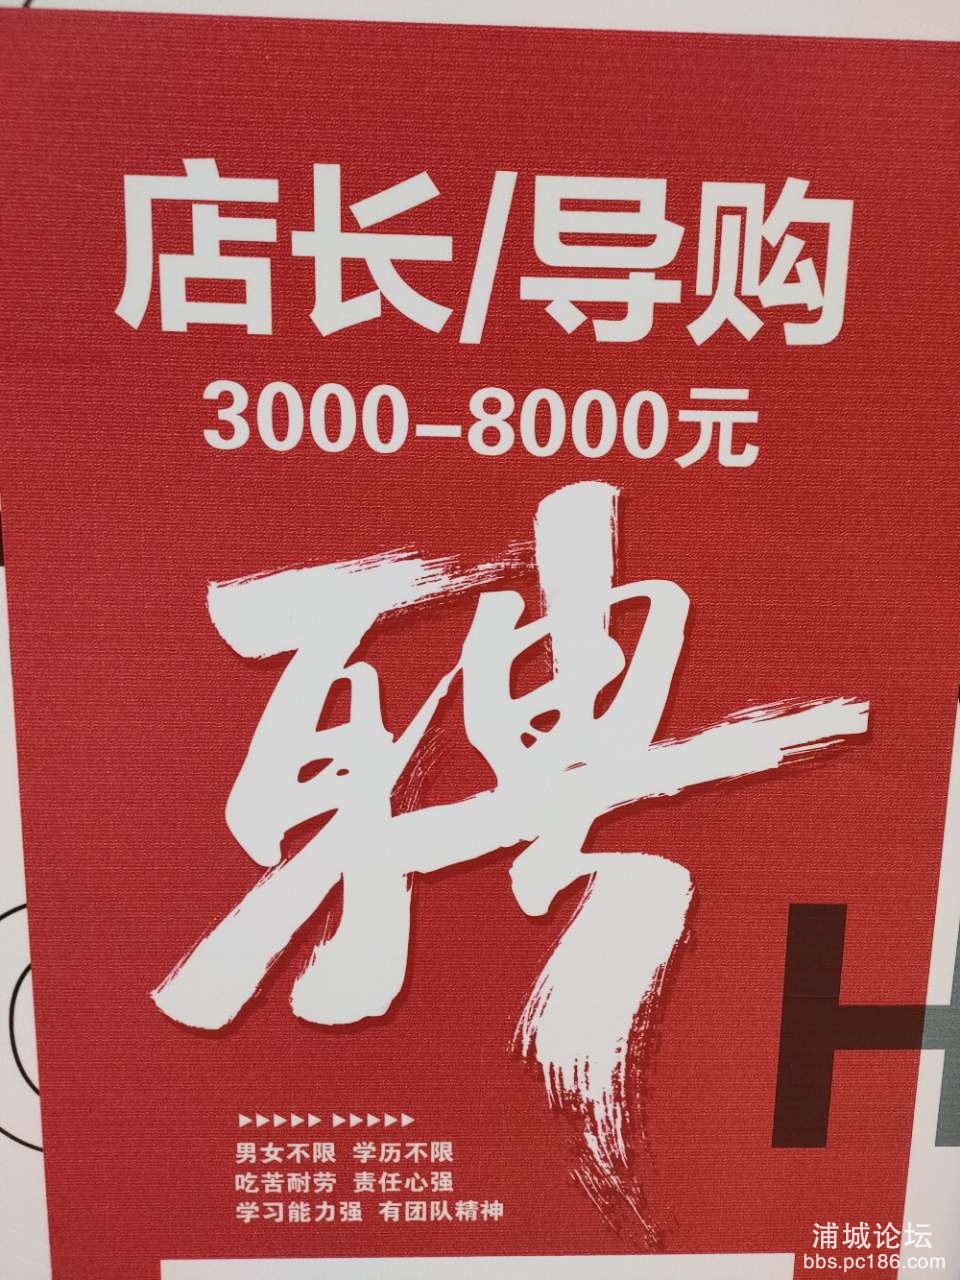 店长/导购
3000-8000元
聘
男女不限 学历不限
吃苦耐劳 责任心强
学习能力强 有团队精神
H
浦城论坛
bbs.pc186.com